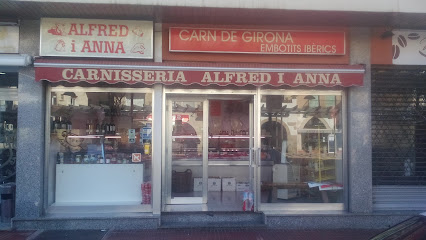 ALFRED
i ANNA
CARN DE GIRONA
EMBOTITS IBÈRICS
CARNISSERIA ALFRED I ANNA